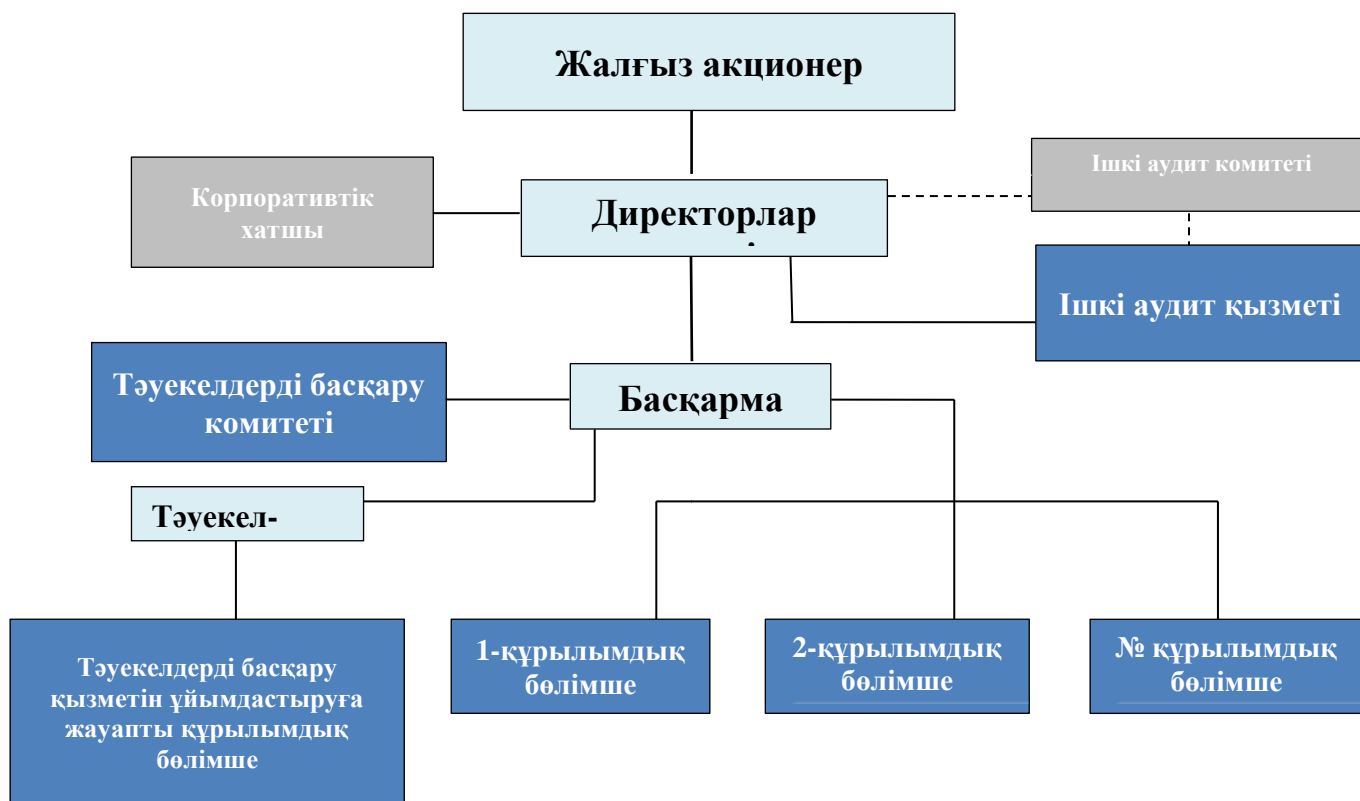 Жалғыз акционер
Ішкі аудит комитеті
Корпоративтік
хатшы
Директорлар
Ішкі аудит қызметі
Тәуекелдерді басқару
комитеті
Басқарма
Тәуекел-
1-құрылымдық
бөлімше
2-құрылымдық
бөлімше
№ құрылымдық
бөлімше
Тәуекелдерді басқару
қызметін ұйымдастыруға
жауапты құрылымдық
бөлімше